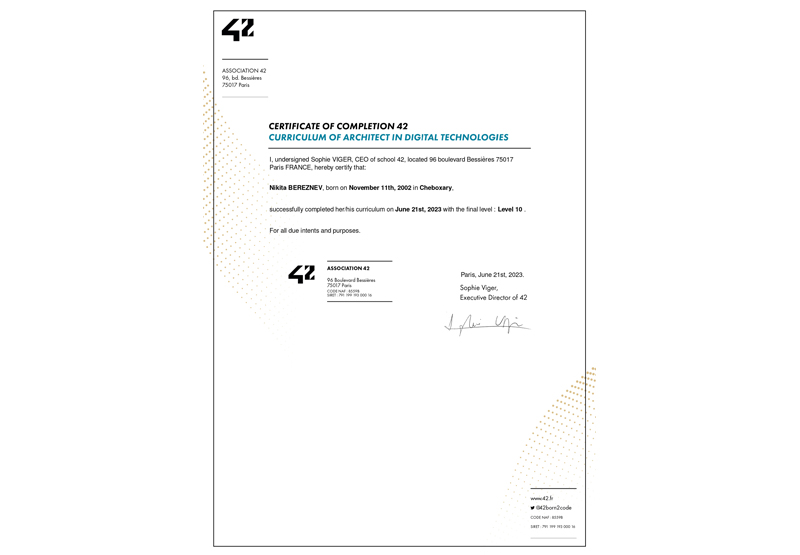 42
ASSOCIATION 42
96, bd. Bessières
75017 Paris
CERTIFICATE OF COMPLETION 42
CURRICULUM OF ARCHITECT IN DIGITAL TECHNOLOGIES
I, undersigned Sophie VIGER, CEO of school 42, located 96 boulevard Bessières 75017
Paris FRANCE, hereby certify that:
Nikita BEREZNEV, born on November 11th, 2002 in Cheboxary,
successfully completed her/his curriculum on June 21st, 2023 with the final level : Level 10 .
For all due intents and purposes.
42
ASSOCIATION 42
96 Boulevard Bessières
75017 Paris
CODE NAF : 8559B
SIRET : 791 199 193 000 16
Paris, June 21st, 2023.
Sophie Viger,
Executive Director of 42
www.42.fr
@42born2code
CODE NAF : 8559B
SIRET : 791 199 193 000 16